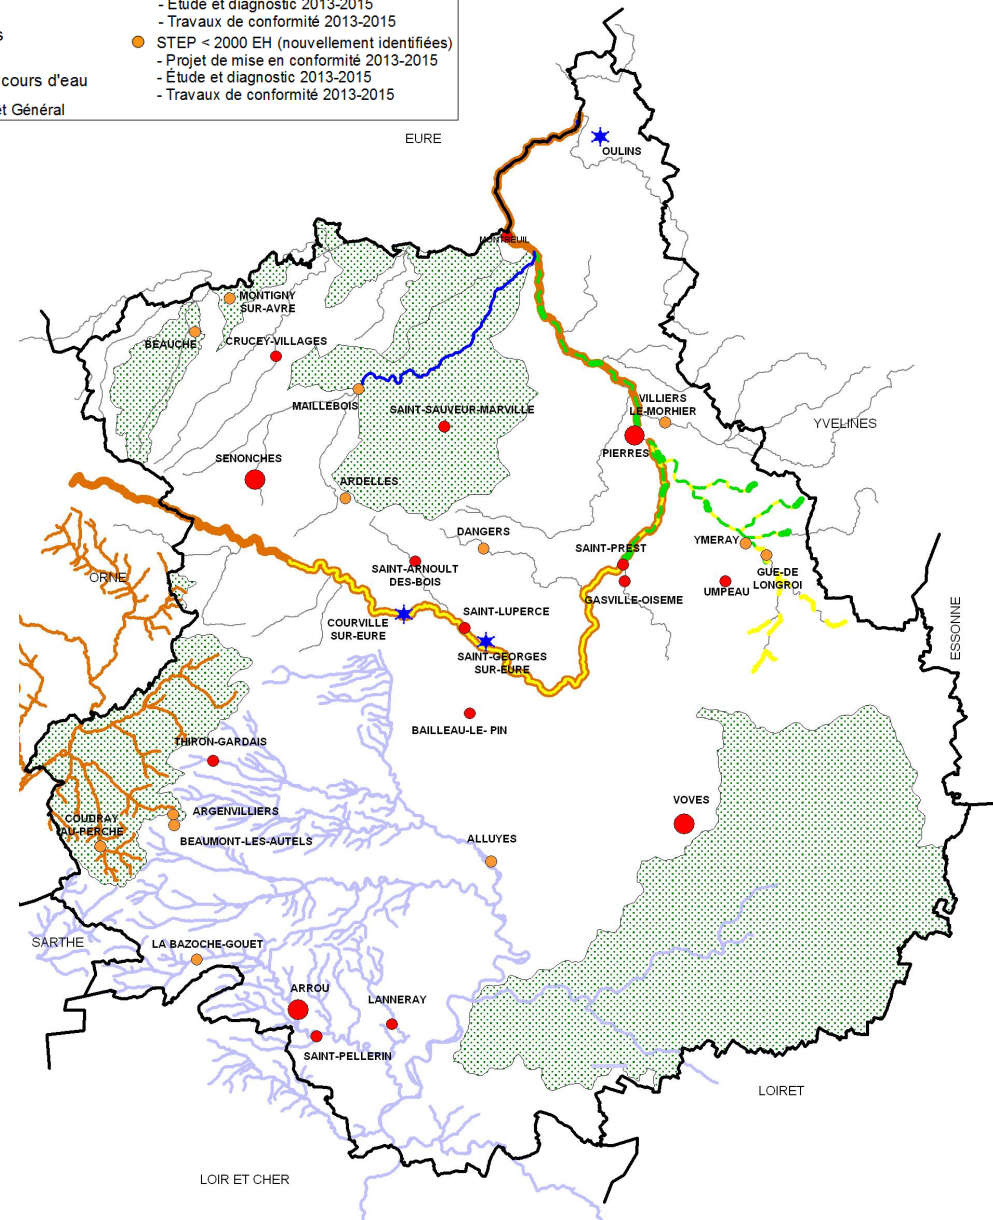 - Étude et diagnostic 2013-2015
- Travaux de conformité 2013-2015
s
STEP < 2000 EH (nouvellement identifiées)
- Projet de mise en conformité 2013-2015
cours d'eau
- Étude et diagnostic 2013-2015
- Travaux de conformité 2013-2015
et Général
EURE
OULINS
MONTREUIL
MONTIGNY
SUR-AVRE
BEAUCHE
CRUCEY-VILLAGES
MAILLEBOIS
SAINT-SAUVEUR-MARVILLE
VILLIERS
LE-MORHIER
YVELINES
PIERRES
SENONCHES
ARDELLES
DANGERS
YMERAY
SAINT-PREST
SAINT-ARNOULT
DES-BOIS
ORNE
GUE-DE
LONGROI
UMPEAU
GASVILLE-OISEME
SAINT-LUPERCE
COURVILLE
SUR-EURE
ESSONNE
SAINT-GEORGES
SUR-EURE
BAILLEAU-LE- PIN
THIRON-GARDAIS
VOVES
ARGENVILLIERS
COUDRAY
AU-PERCHE
BEAUMONT-LES-AUTELS
ALLUYES
SARTHE
LA BAZOCHE-GOUET
ARROU
LANNERAY
SAINT-PELLERIN
LOIRET
LOIR ET CHER